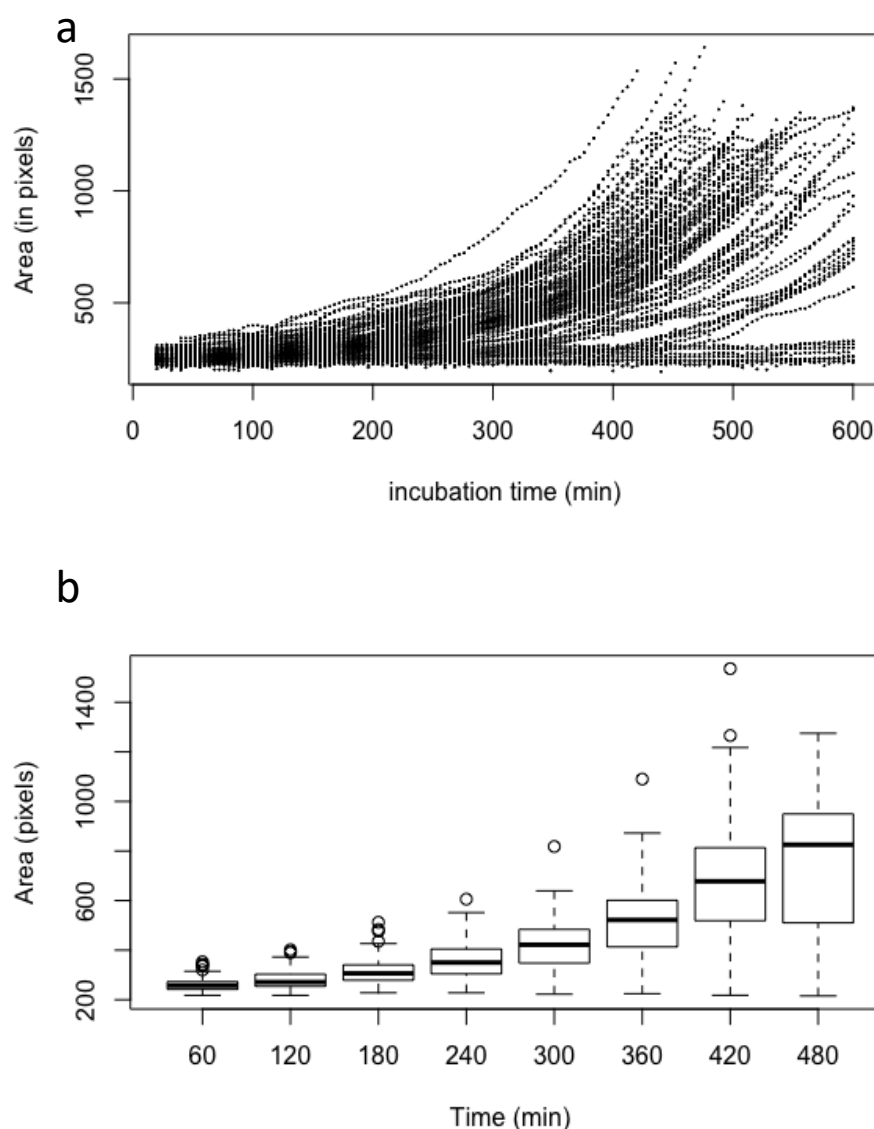 a
1500
1000
500
Area (in pixels)
0 100 200 300 400 500 600
incubation time (min)
b
1400
1000
600
200
Area (pixels)
60 120 180 240 300 360 420 480
Time (min)